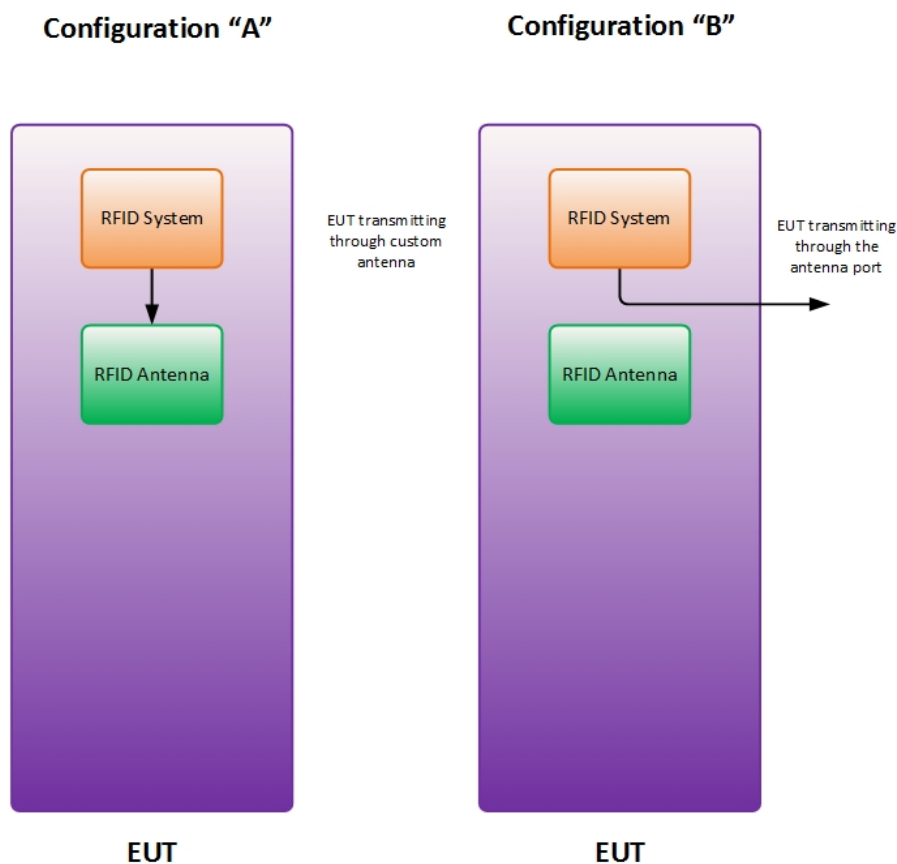 Configuration “A”
Configuration “B”
RFID System
EUT transmitting
through custom
antenna
RFID Antenna
RFID System
EUT transmitting
through the
antenna port
RFID Antenna
EUT
EUT